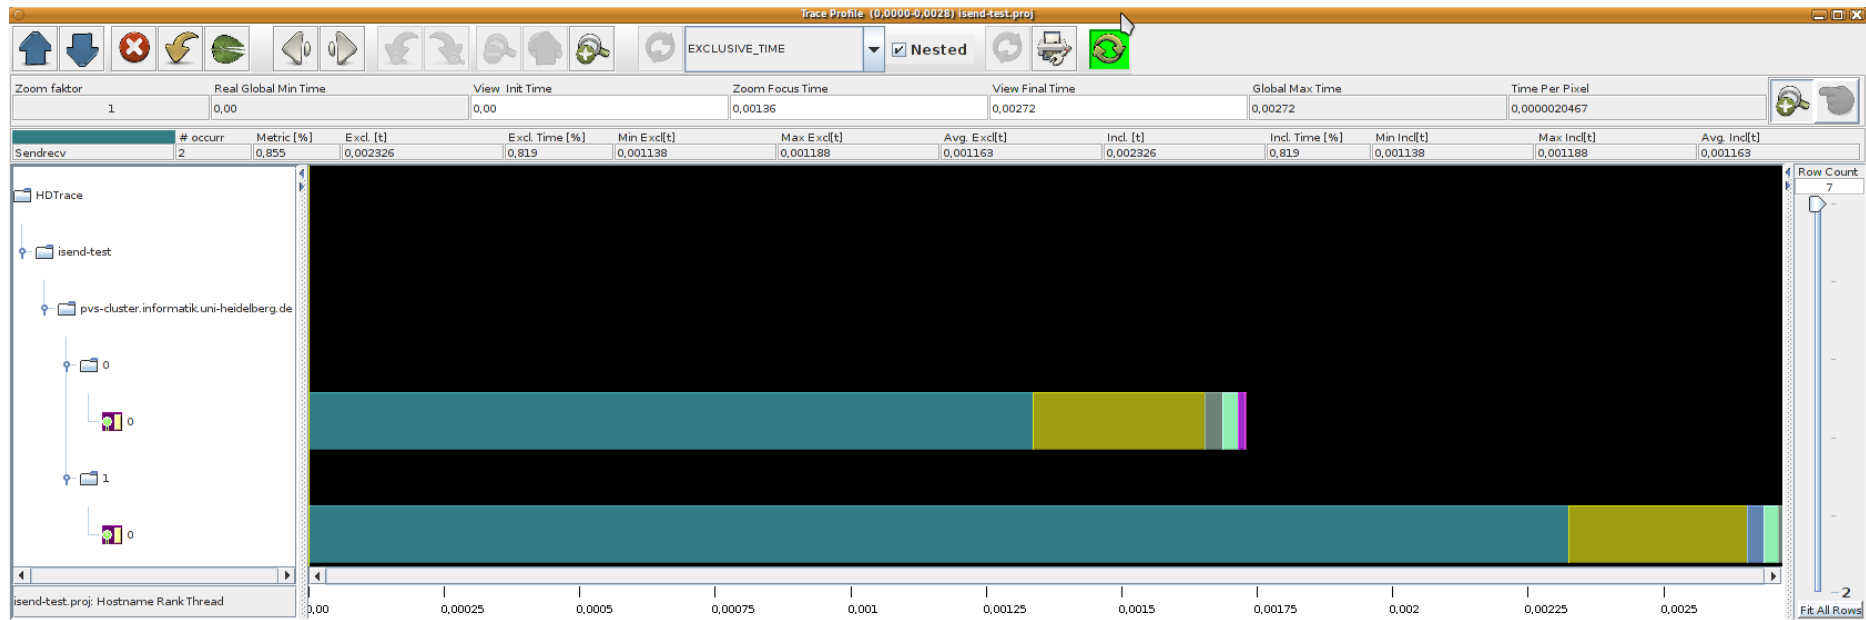 Trace Profile (0,0000-0,0028) isend-test.proj
EXCLUSIVE_TIME Nested
Zoom faktor Real Global Min Time View Init Time Zoom Focus Time View Final Time Global Max Time Time Per Pixel
1 0,00 0,00 0,00136 0,00272 0,00272 0,0000020467
# occurr Metric [%] Excl. [t] Excl. Time [%] Min Excl[t] Max Excl[t] Avg. Excl[t] Incl. [t] Incl. Time [%] Min Incl[t] Max Incl[t] Avg. Incl[t]
Sendrecv 2 0,855 0,002326 0,819 0,001138 0,001188 0,001163 0,002326 0,819 0,001138 0,001188 0,001163
Row Count
7
HDTrace
isend-test
pvs-cluster.informatik.uni-heidelberg.de
0
0
1
0
2
isend-test.proj: Hostname Rank Thread
0,00 0,00025 0,0005 0,00075 0,001 0,00125 0,0015 0,00175 0,002 0,00225 0,0025
Fit All Rows